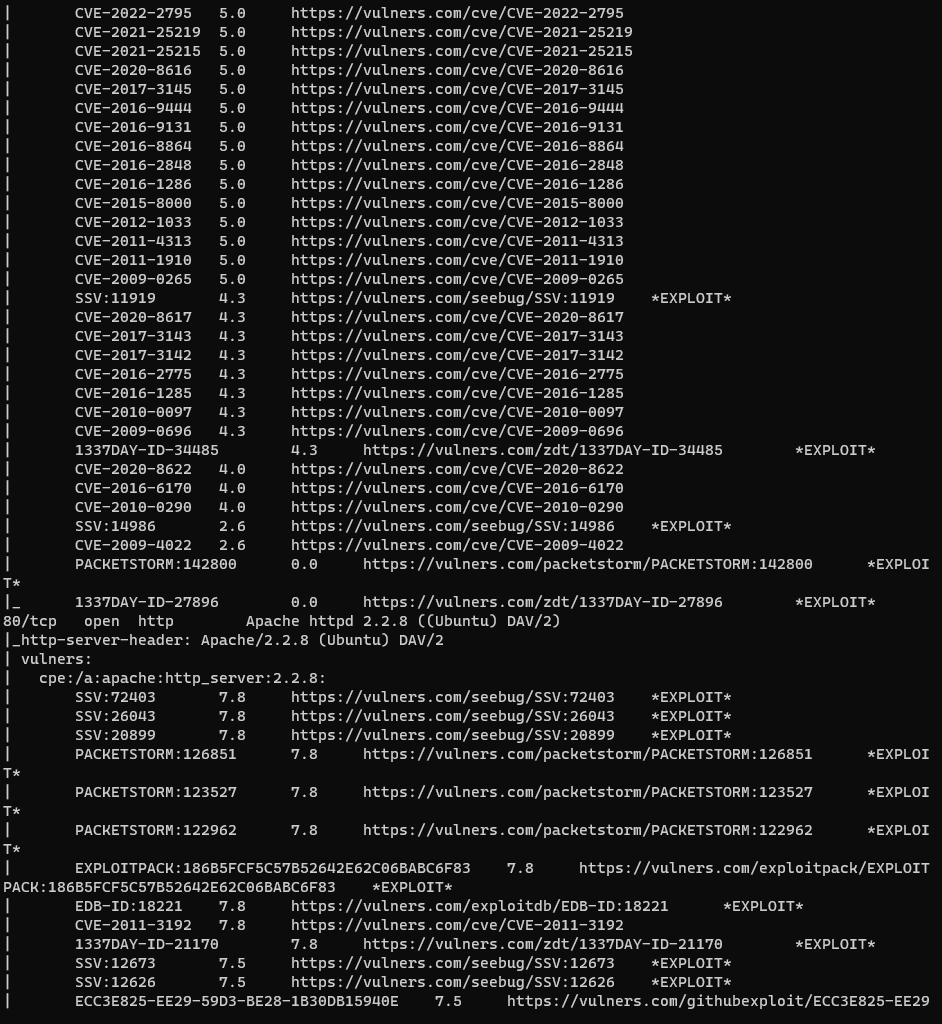 |       CVE-2022-2795   5.0     https://vulners.com/cve/CVE-2022-2795
|       CVE-2021-25219  5.0     https://vulners.com/cve/CVE-2021-25219
|       CVE-2021-25215  5.0     https://vulners.com/cve/CVE-2021-25215
|       CVE-2020-8616   5.0     https://vulners.com/cve/CVE-2020-8616
|       CVE-2017-3145   5.0     https://vulners.com/cve/CVE-2017-3145
|       CVE-2016-9444   5.0     https://vulners.com/cve/CVE-2016-9444
|       CVE-2016-9131   5.0     https://vulners.com/cve/CVE-2016-9131
|       CVE-2016-8864   5.0     https://vulners.com/cve/CVE-2016-8864
|       CVE-2016-2848   5.0     https://vulners.com/cve/CVE-2016-2848
|       CVE-2016-1286   5.0     https://vulners.com/cve/CVE-2016-1286
|       CVE-2015-8000   5.0     https://vulners.com/cve/CVE-2015-8000
|       CVE-2012-1033   5.0     https://vulners.com/cve/CVE-2012-1033
|       CVE-2011-4313   5.0     https://vulners.com/cve/CVE-2011-4313
|       CVE-2011-1910   5.0     https://vulners.com/cve/CVE-2011-1910
|       CVE-2009-0265   5.0     https://vulners.com/cve/CVE-2009-0265
|       SSV:11919       4.3     https://vulners.com/seebug/SSV:11919    *EXPLOIT*
|       CVE-2020-8617   4.3     https://vulners.com/cve/CVE-2020-8617
|       CVE-2017-3143   4.3     https://vulners.com/cve/CVE-2017-3143
|       CVE-2017-3142   4.3     https://vulners.com/cve/CVE-2017-3142
|       CVE-2016-2775   4.3     https://vulners.com/cve/CVE-2016-2775
|       CVE-2016-1285   4.3     https://vulners.com/cve/CVE-2016-1285
|       CVE-2010-0097   4.3     https://vulners.com/cve/CVE-2010-0097
|       CVE-2009-0696   4.3     https://vulners.com/cve/CVE-2009-0696
|       1337DAY-ID-34485        4.3     https://vulners.com/zdt/1337DAY-ID-34485        *EXPLOIT*
|       CVE-2020-8622   4.0     https://vulners.com/cve/CVE-2020-8622
|       CVE-2016-6170   4.0     https://vulners.com/cve/CVE-2016-6170
|       CVE-2010-0290   4.0     https://vulners.com/cve/CVE-2010-0290
|       SSV:14986       2.6     https://vulners.com/seebug/SSV:14986    *EXPLOIT*
|       CVE-2009-4022   2.6     https://vulners.com/cve/CVE-2009-4022
|       PACKETSTORM:142800      0.0     https://vulners.com/packetstorm/PACKETSTORM:142800      *EXPLOI
T*
|_      1337DAY-ID-27896        0.0     https://vulners.com/zdt/1337DAY-ID-27896        *EXPLOIT*
80/tcp   open  http        Apache httpd 2.2.8 ((Ubuntu) DAV/2)
|_http-server-header: Apache/2.2.8 (Ubuntu) DAV/2
| vulners:
|   cpe:/a:apache:http_server:2.2.8:
|       SSV:72403       7.8     https://vulners.com/seebug/SSV:72403    *EXPLOIT*
|       SSV:26043       7.8     https://vulners.com/seebug/SSV:26043    *EXPLOIT*
|       SSV:20899       7.8     https://vulners.com/seebug/SSV:20899    *EXPLOIT*
|       PACKETSTORM:126851      7.8     https://vulners.com/packetstorm/PACKETSTORM:126851      *EXPLOI
T*
|       PACKETSTORM:123527      7.8     https://vulners.com/packetstorm/PACKETSTORM:123527      *EXPLOI
T*
|       PACKETSTORM:122962      7.8     https://vulners.com/packetstorm/PACKETSTORM:122962      *EXPLOI
T*
|       EXPLOITPACK:186B5FCF5C57B52642E62C06BABC6F83    7.8     https://vulners.com/exploitpack/EXPLOIT
PACK:186B5FCF5C57B52642E62C06BABC6F83    *EXPLOIT*
|       EDB-ID:18221    7.8     https://vulners.com/exploitdb/EDB-ID:18221      *EXPLOIT*
|       CVE-2011-3192   7.8     https://vulners.com/cve/CVE-2011-3192
|       1337DAY-ID-21170        7.8     https://vulners.com/zdt/1337DAY-ID-21170        *EXPLOIT*
|       SSV:12673       7.5     https://vulners.com/seebug/SSV:12673    *EXPLOIT*
|       SSV:12626       7.5     https://vulners.com/seebug/SSV:12626    *EXPLOIT*
|       ECC3E825-EE29-59D3-BE28-1B30DB15940E    7.5     https://vulners.com/githubexploit/ECC3E825-EE29